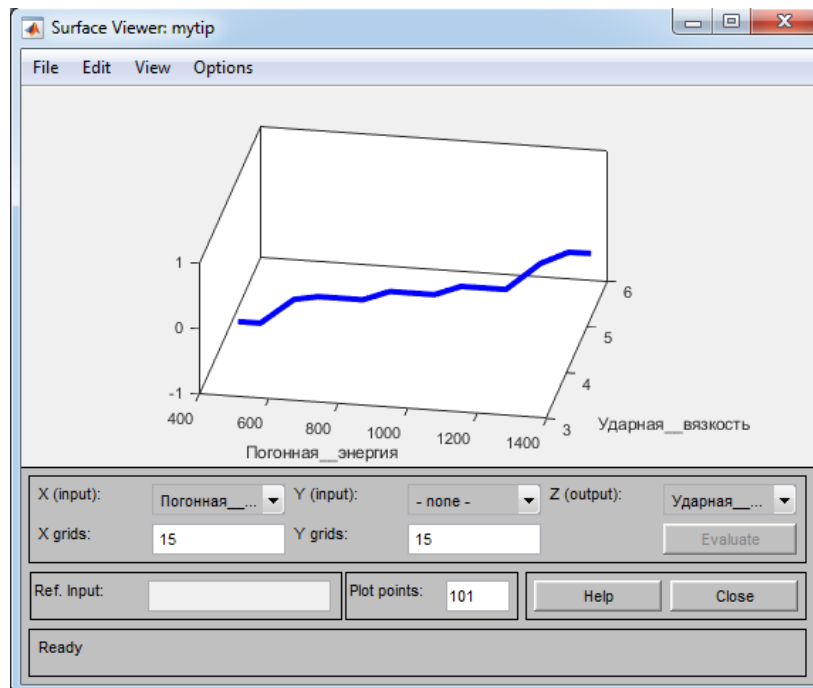 Surface Viewer: mytip
File Edit View Options
1
0
-1
400
600
800
1000
1200
1400
3
4
5
6
Погонная__энергия
Ударная__вязкость
X (input): Погонная__... Y (input): - none - Z (output): Ударная__...
X grids: 15 Y grids: 15 Evaluate
Ref. Input: Plot points: 101 Help Close
Ready